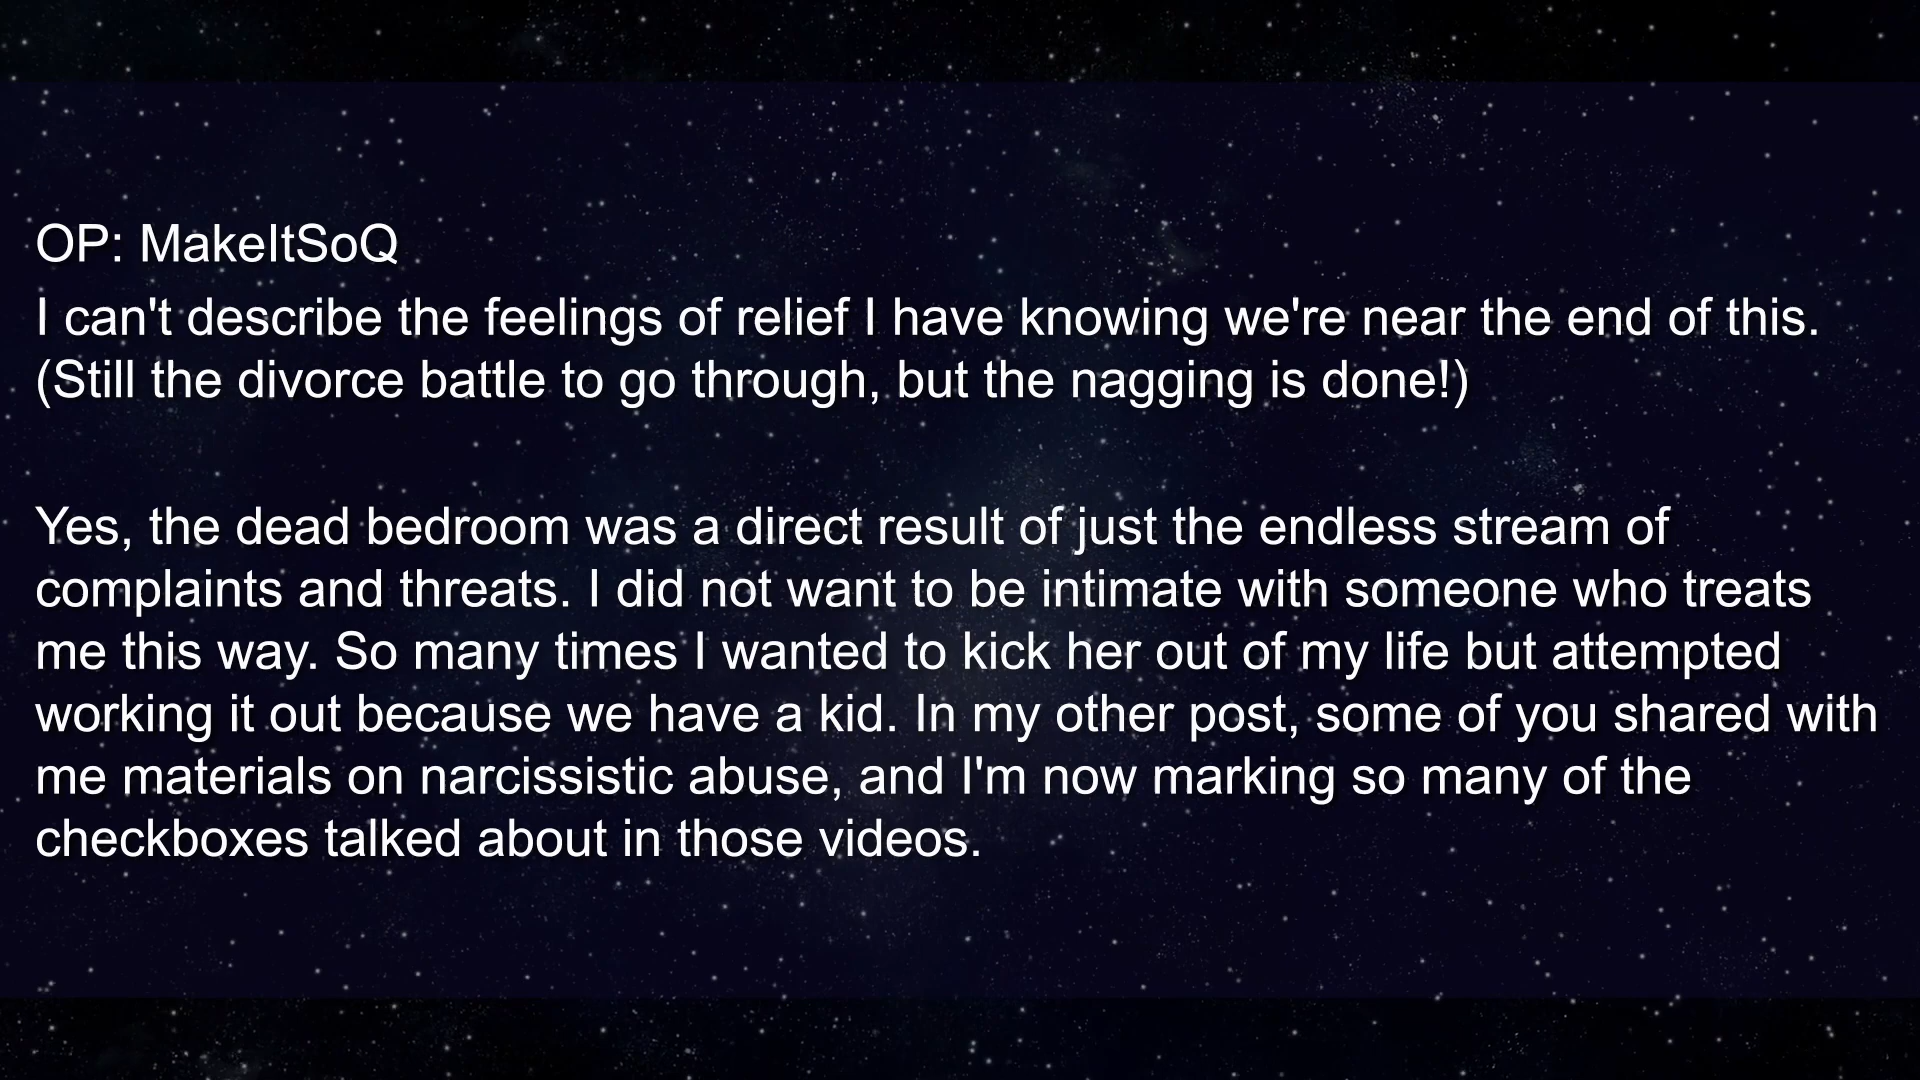 OP: MakeItSoQ
I can't describe the feelings of relief I have knowing we're near the end of this.
(Still the divorce battle to go through, but the nagging is done!)
Yes, the dead bedroom was a direct result of just the endless stream of
complaints and threats. I did not want to be intimate with someone who treats
me this way. So many times I wanted to kick her out of my life but attempted
working it out because we have a kid. In my other post, some of you shared with
me materials on narcissistic abuse, and I'm now marking so many of the
checkboxes talked about in those videos.